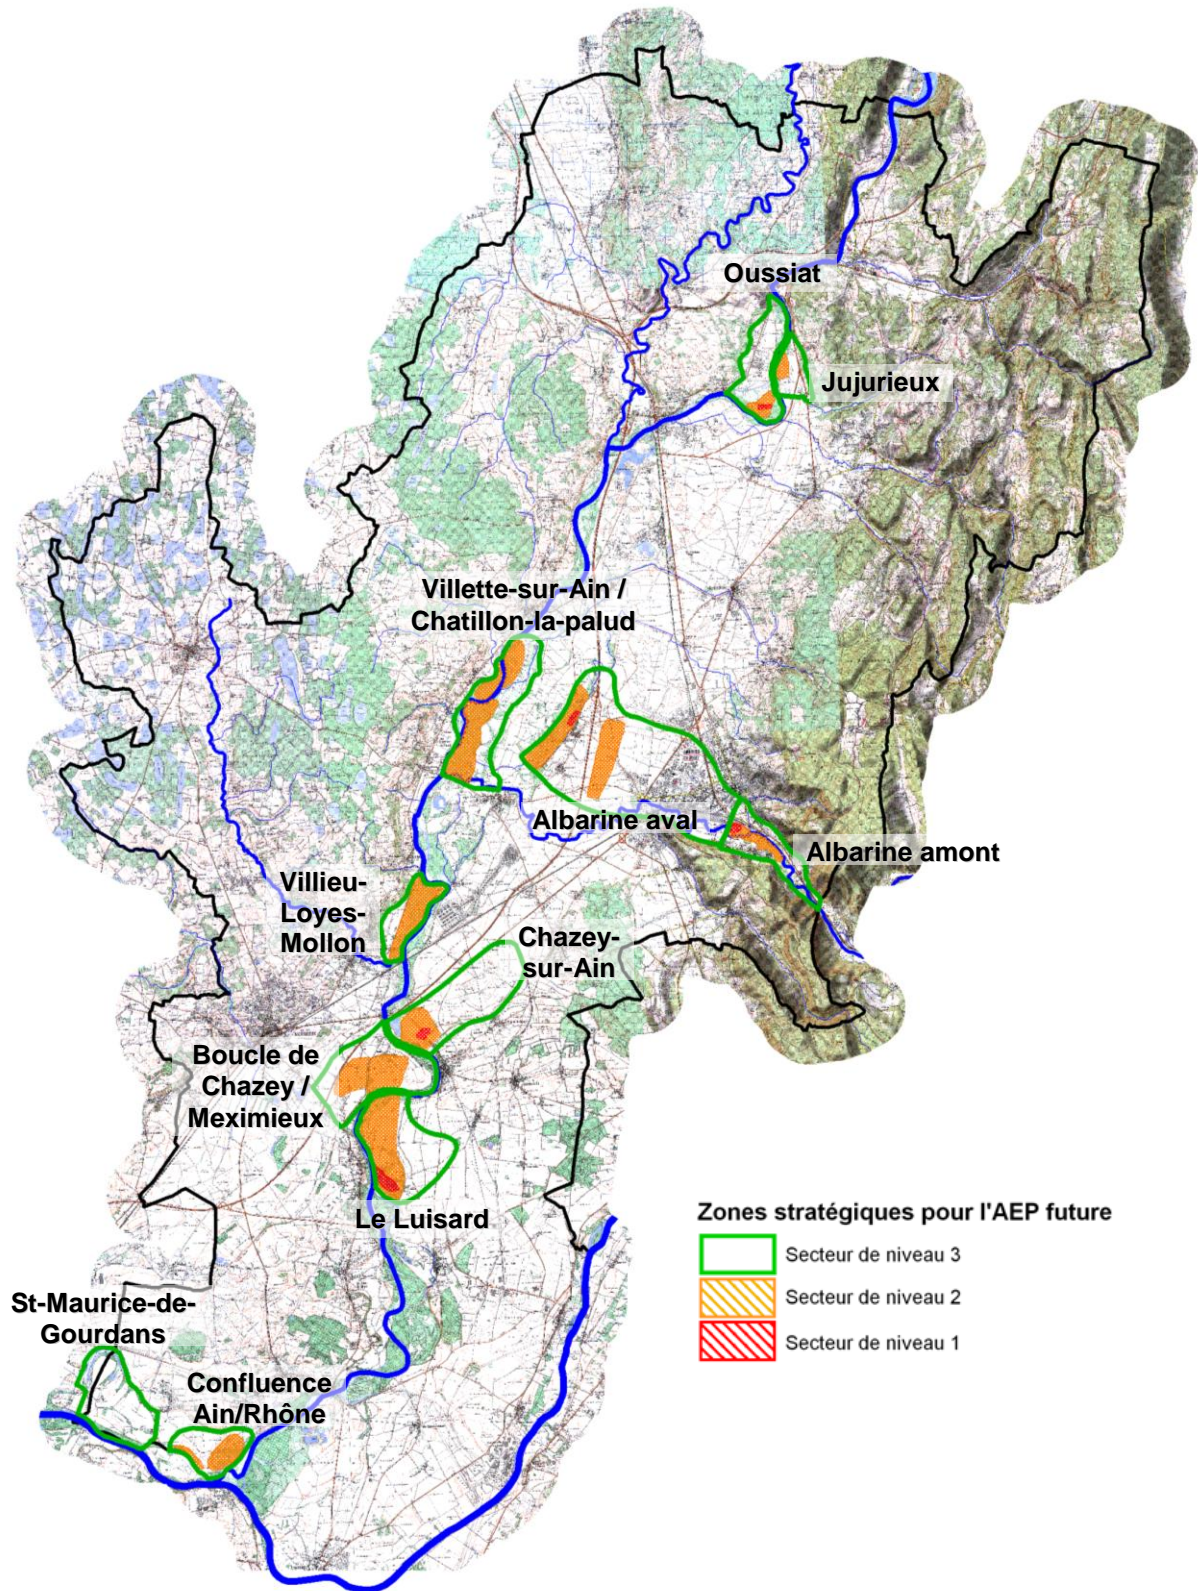 Oussiat
Jujurieux
Villette-sur-Ain /
Chatillon-la-palud
Albarine aval
Albarine amont
Villieu-
Loyes-
Mollon
Chazey-
sur-Ain
Boucle de
Chazey /
Meximieux
Le Luisard
Zones stratégiques pour l'AEP future
Secteur de niveau 3
Secteur de niveau 2
Secteur de niveau 1
St-Maurice-de-
Gourdans
Confluence
Ain/Rhône